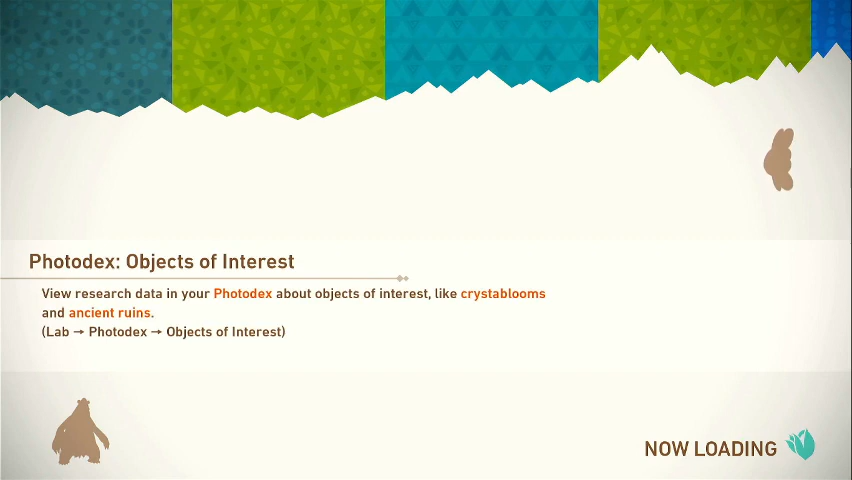 Photodex: Objects of Interest
View research data in your Photodex about objects of interest, like crystablooms
and ancient ruins.
(Lab → Photodex → Objects of Interest)
NOW LOADING